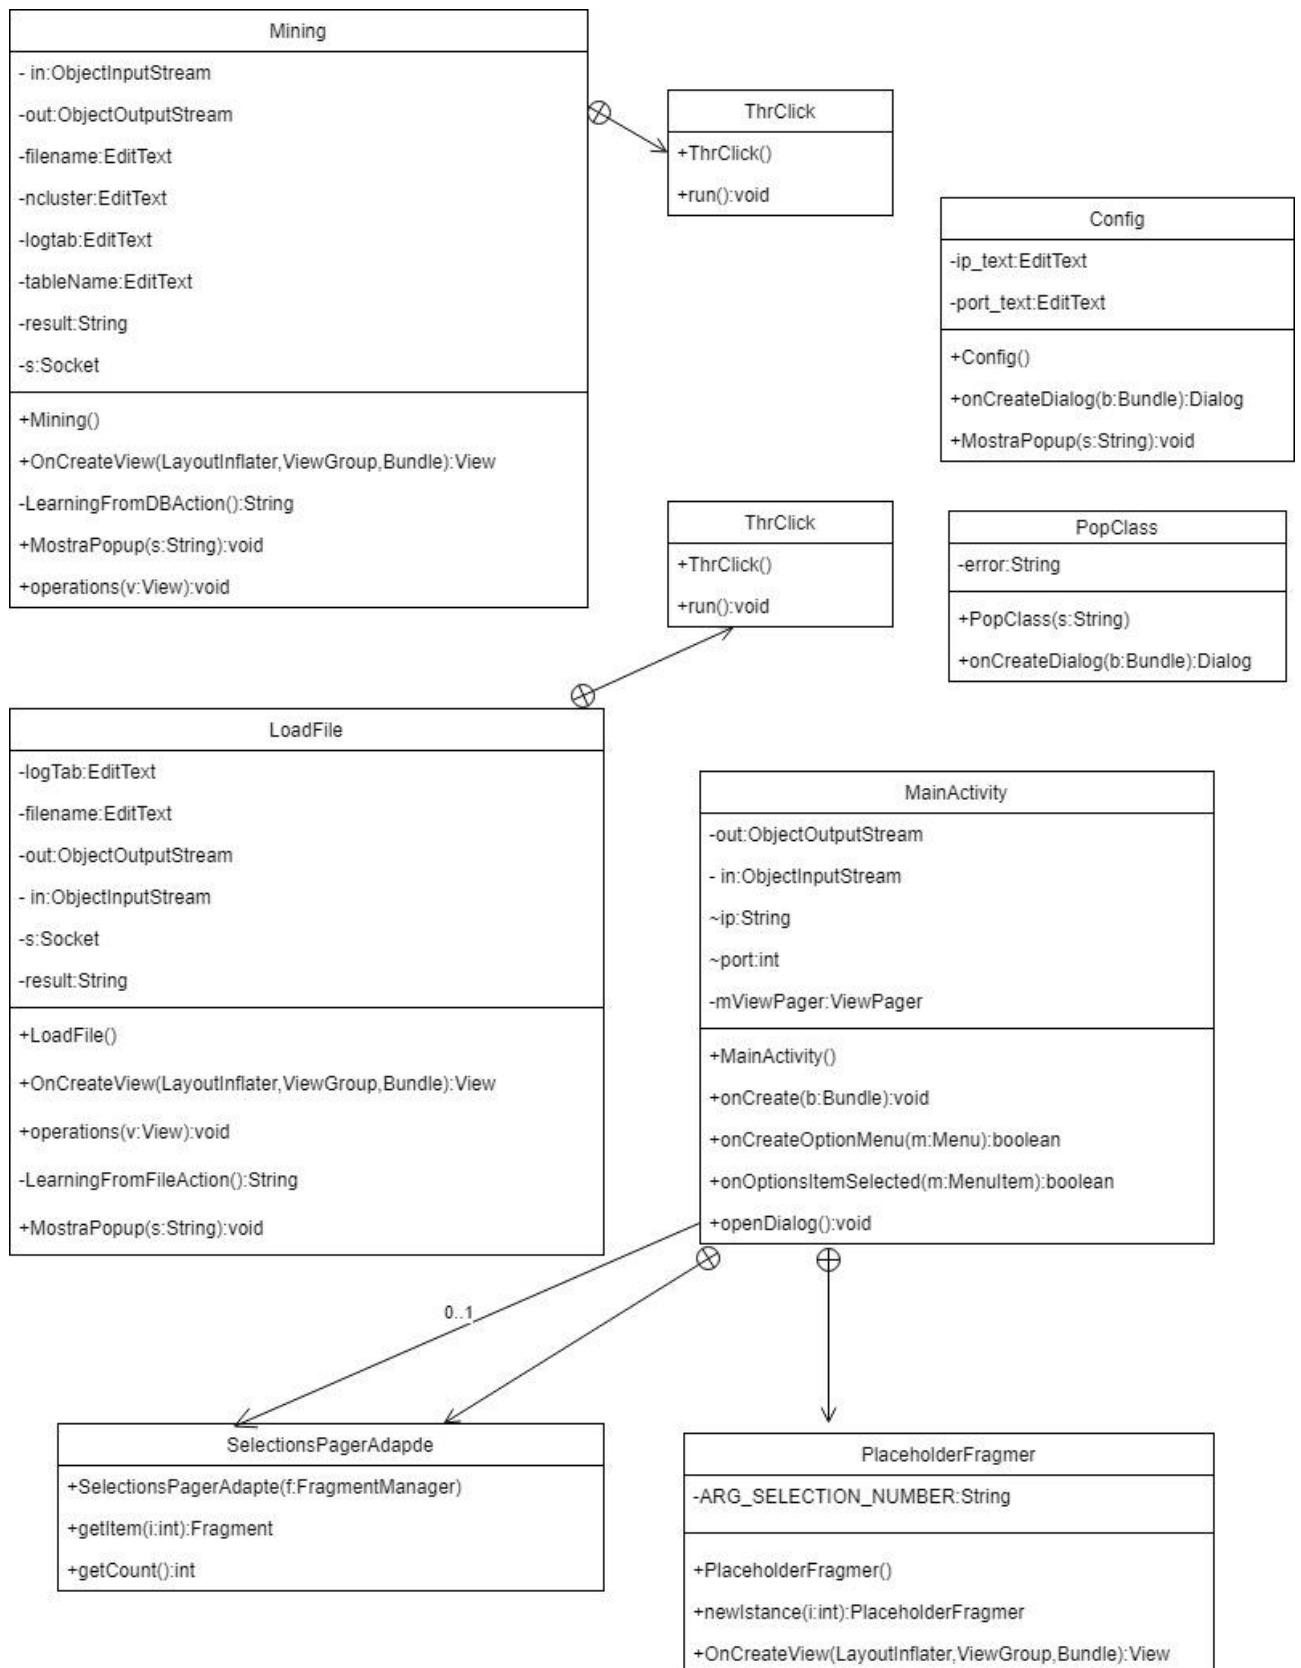 Mining
- in:ObjectInputStream
-out:ObjectOutputStream
-filename:EditText
-ncluster:EditText
-logtab:EditText
-tableName:EditText
-result:String
-s:Socket
+Mining()
+OnCreateView(LayoutInflater,ViewGroup,Bundle):View
-LearningFromDBAction():String
+MostraPopup(s:String):void
+operations(v:View):void
ThrClick
+ThrClick()
+run():void
Config
-ip_text:EditText
-port_text:EditText
+Config()
+onCreateDialog(b:Bundle):Dialog
+MostraPopup(s:String):void
ThrClick
+ThrClick()
+run():void
PopClass
-error:String
+PopClass(s:String)
+onCreateDialog(b:Bundle):Dialog
LoadFile
-logTab:EditText
-filename:EditText
-out:ObjectOutputStream
- in:ObjectInputStream
-s:Socket
-result:String
+LoadFile()
+OnCreateView(LayoutInflater,ViewGroup,Bundle):View
+operations(v:View):void
-LearningFromFileAction():String
+MostraPopup(s:String):void
MainActivity
-out:ObjectOutputStream
- in:ObjectInputStream
~ip:String
~port:int
-mViewPager:ViewPager
+MainActivity()
+onCreate(b:Bundle):void
+onCreateOptionMenu(m:Menu):boolean
+onOptionsItemSelected(m:MenuItem):boolean
+openDialog():void
0..1
SelectionsPagerAdapde
+SelectionsPagerAdapte(f:FragmentManager)
+getItem(i:int):Fragment
+getCount():int
PlaceholderFragmer
-ARG_SELECTION_NUMBER:String
+PlaceholderFragmer()
+newIstance(i:int):PlaceholderFragmer
+OnCreateView(LayoutInflater,ViewGroup,Bundle):View